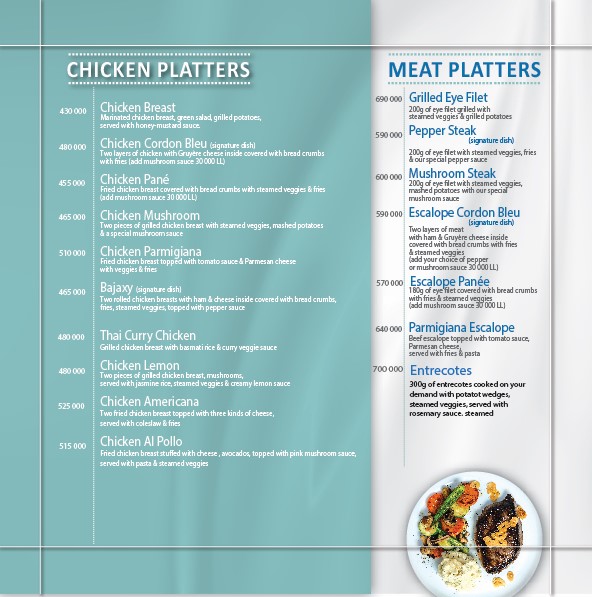 CHICKEN PLATTERS
430 000
Chicken Breast
Marinated chicken breast, green salad, grilled potatoes,
served with honey-mustard sauce.
480 000
Chicken Cordon Bleu (signature dish)
Two layers of chicken with Gruyère cheese inside covered with bread crumbs
with fries (add mushroom sauce 30 000 LL)
455 000
Chicken Pané
Fried chicken breast covered with bread crumbs with steamed veggies & fries
(add mushroom sauce 30 000 LL)
465 000
Chicken Mushroom
Two pieces of grilled chicken breast with steamed veggies, mashed potatoes
& a special mushroom sauce
510 000
Chicken Parmigiana
Fried chicken breast topped with tomato sauce & Parmesan cheese
with veggies & fries
465 000
Bajaxy (signature dish)
Two rolled chicken breasts with ham & cheese inside covered with bread crumbs,
fries, steamed veggies, topped with pepper sauce
480 000
Thai Curry Chicken
Grilled chicken breast with basmati rice & curry veggie sauce
480 000
Chicken Lemon
Two pieces of grilled chicken breast, mushrooms,
served with jasmine rice, steamed veggies & creamy lemon sauce
525 000
Chicken Americana
Two fried chicken breast topped with three kinds of cheese,
served with coleslaw & fries
515 000
Chicken Al Pollo
Fried chicken breast stuffed with cheese , avocados, topped with pink mushroom sauce,
served with pasta & steamed veggies
MEAT PLATTERS
690 000
Grilled Eye Filet
200g of eye filet grilled with
steamed veggies & grilled potatoes
590 000
Pepper Steak
(signature dish)
200g of eye filet with steamed veggies, fries
& our special pepper sauce
600 000
Mushroom Steak
200g of eye filet with steamed veggies,
mashed potatoes with our special
mushroom sauce
590 000
Escalope Cordon Bleu
(signature dish)
Two layers of meat
with ham & Gruyère cheese inside
covered with bread crumbs with fries
& steamed veggies
(add your choice of pepper
or mushroom sauce 30 000 LL)
570 000
Escalope Panée
180g of eye filet covered with bread crumbs
with fries & steamed veggies
(add mushroom sauce 30 000 LL)
640 000
Parmigiana Escalope
Beef escalope topped with tomato sauce,
Parmesan cheese,
served with fries & pasta
700 000
Entrecotes
300g of entrecotes cooked on your
demand with potatot wedges,
steamed veggies, served with
rosemary sauce. steamed